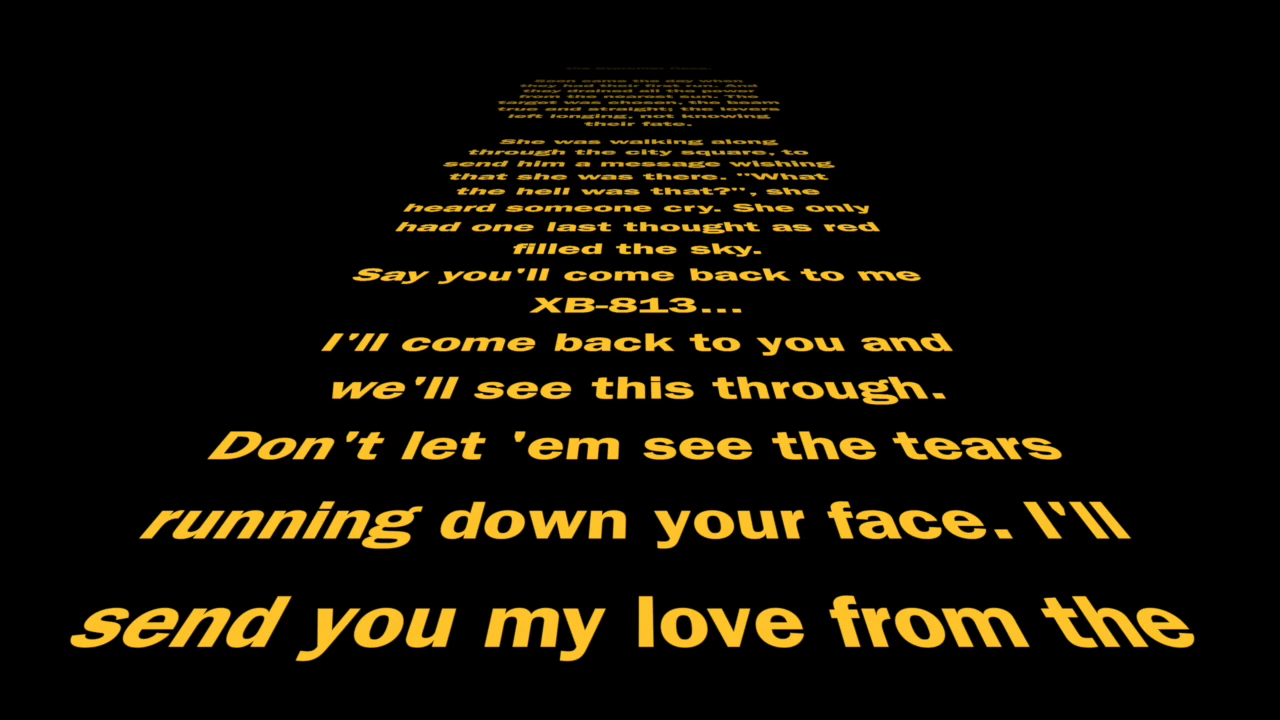 Soon came the day when
they had their first run. And
they drained all the power
from the nearest sun. The
target was chosen, the beam
true and straight; the lovers
left longing, not knowing
their fate.
She was walking along
through the city square, to
send him a message wishing
that she was there. "What
the hell was that?", she
heard someone cry. She only
had one last thought as red
filled the sky.
Say you'll come back to me
XB-813...
I'll come back to you and
we'll see this through.
Don't let 'em see the tears
running down your face. I'll
send you my love from the